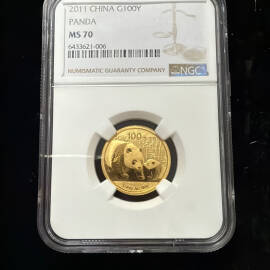 2011 CHINA G100Y
PANDA
MS 70
6433621-006
NUMISMATIC GUARANTY COMPANY
NGC
100